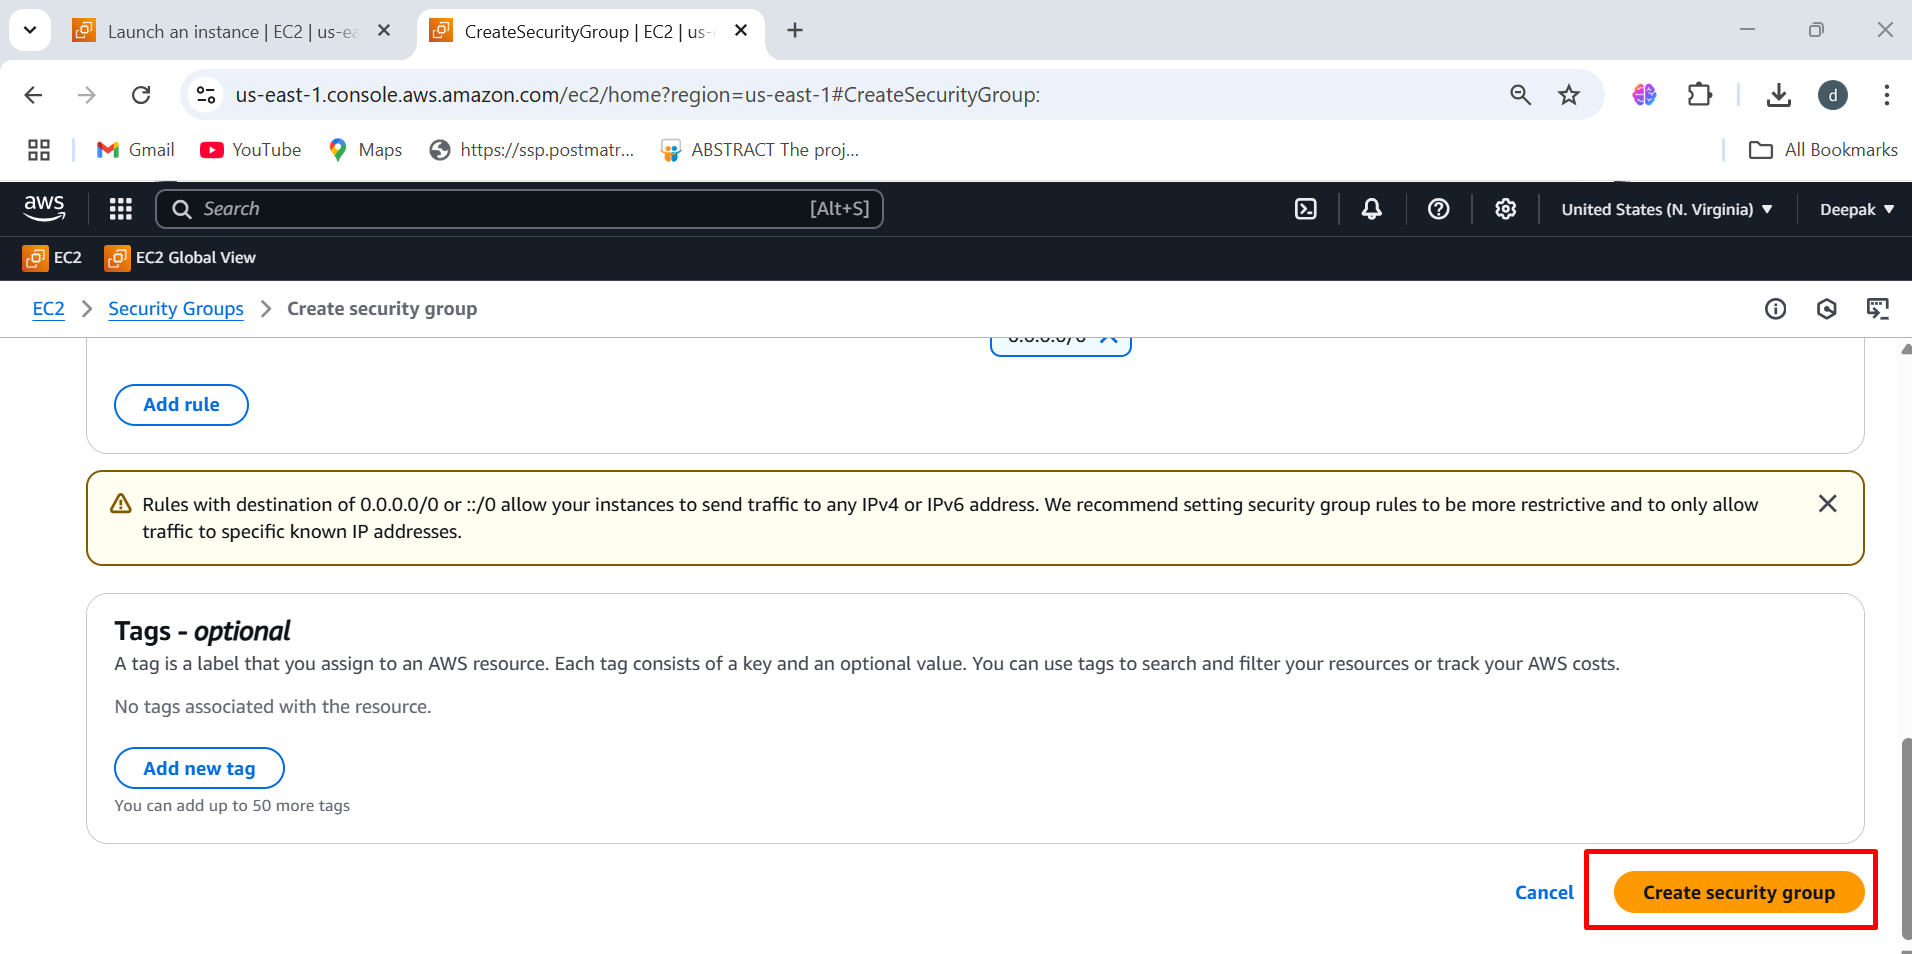 Launch an instance | EC2 | us-ea
CreateSecurityGroup | EC2 | us-
us-east-1.console.aws.amazon.com/ec2/home?region=us-east-1#CreateSecurityGroup:
d
Gmail
YouTube
Maps
https://ssp.postmatr...
ABSTRACT The proj...
All Bookmarks
aws
Search
[Alt+S]
United States (N. Virginia)
Deepak
EC2
EC2 Global View
EC2
Security Groups
Create security group
0.0.0.0/0
Add rule
Rules with destination of 0.0.0.0/0 or ::/0 allow your instances to send traffic to any IPv4 or IPv6 address. We recommend setting security group rules to be more restrictive and to only allow
traffic to specific known IP addresses.
Tags - optional
A tag is a label that you assign to an AWS resource. Each tag consists of a key and an optional value. You can use tags to search and filter your resources or track your AWS costs.
No tags associated with the resource.
Add new tag
You can add up to 50 more tags
Cancel
Create security group